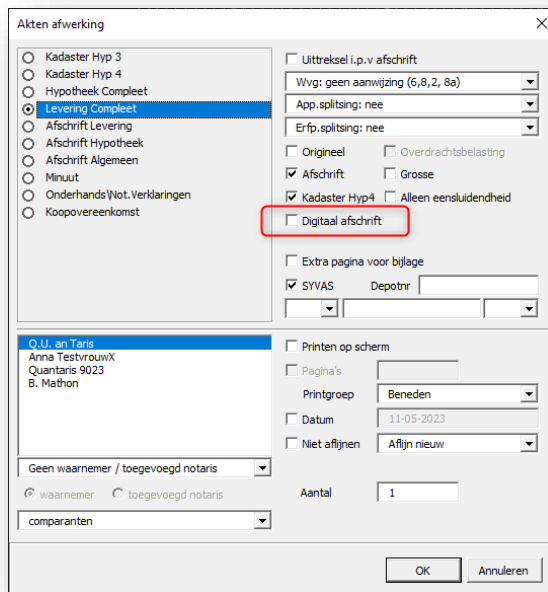 Akten afwerking
Kadaster Hyp 3
Kadaster Hyp 4
Hypotheek Compleet
Levering Compleet
Afschrift Levering
Afschrift Hypotheek
Afschrift Algemeen
Minuut
Onderhands\Not.Verklaringen
Koopovereenkomst
Uittreksel i.p.v afschrift
Wvg: geen aanwijzing (6,8,2, 8a)
App.splitsing: nee
Erfp.splitsing: nee
Origineel Overdrachtsbelasting
Afschrift Grosse
Kadaster Hyp4 Alleen eensluidendheid
Digitaal afschrift
Extra pagina voor bijlage
SYVAS Depotnr
Q.U. an Taris
Anna TestvrouwX
Quantaris 9023
B. Mathon
Geen waarnemer / toegevoegd notaris
waarnemer toegevoegd notaris
comparanten
Printen op scherm
Pagina's
Printgroep Beneden
Datum 11-05-2023
Niet aflijnen Aflijn nieuw
Aantal 1
OK Annuleren